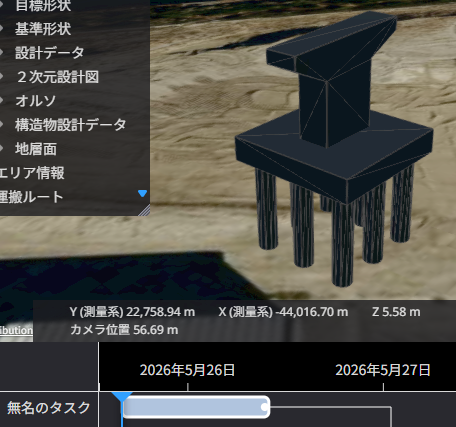 目標形状
基準形状
設計データ
２次元設計図
オルソ
構造物設計データ
地層面
エリア情報
運搬ルート
Y (測量系) 22,758.94 m X (測量系) -44,016.70 m Z 5.58 m
カメラ位置 56.69 m
2026年5月26日 2026年5月27日
無名のタスク